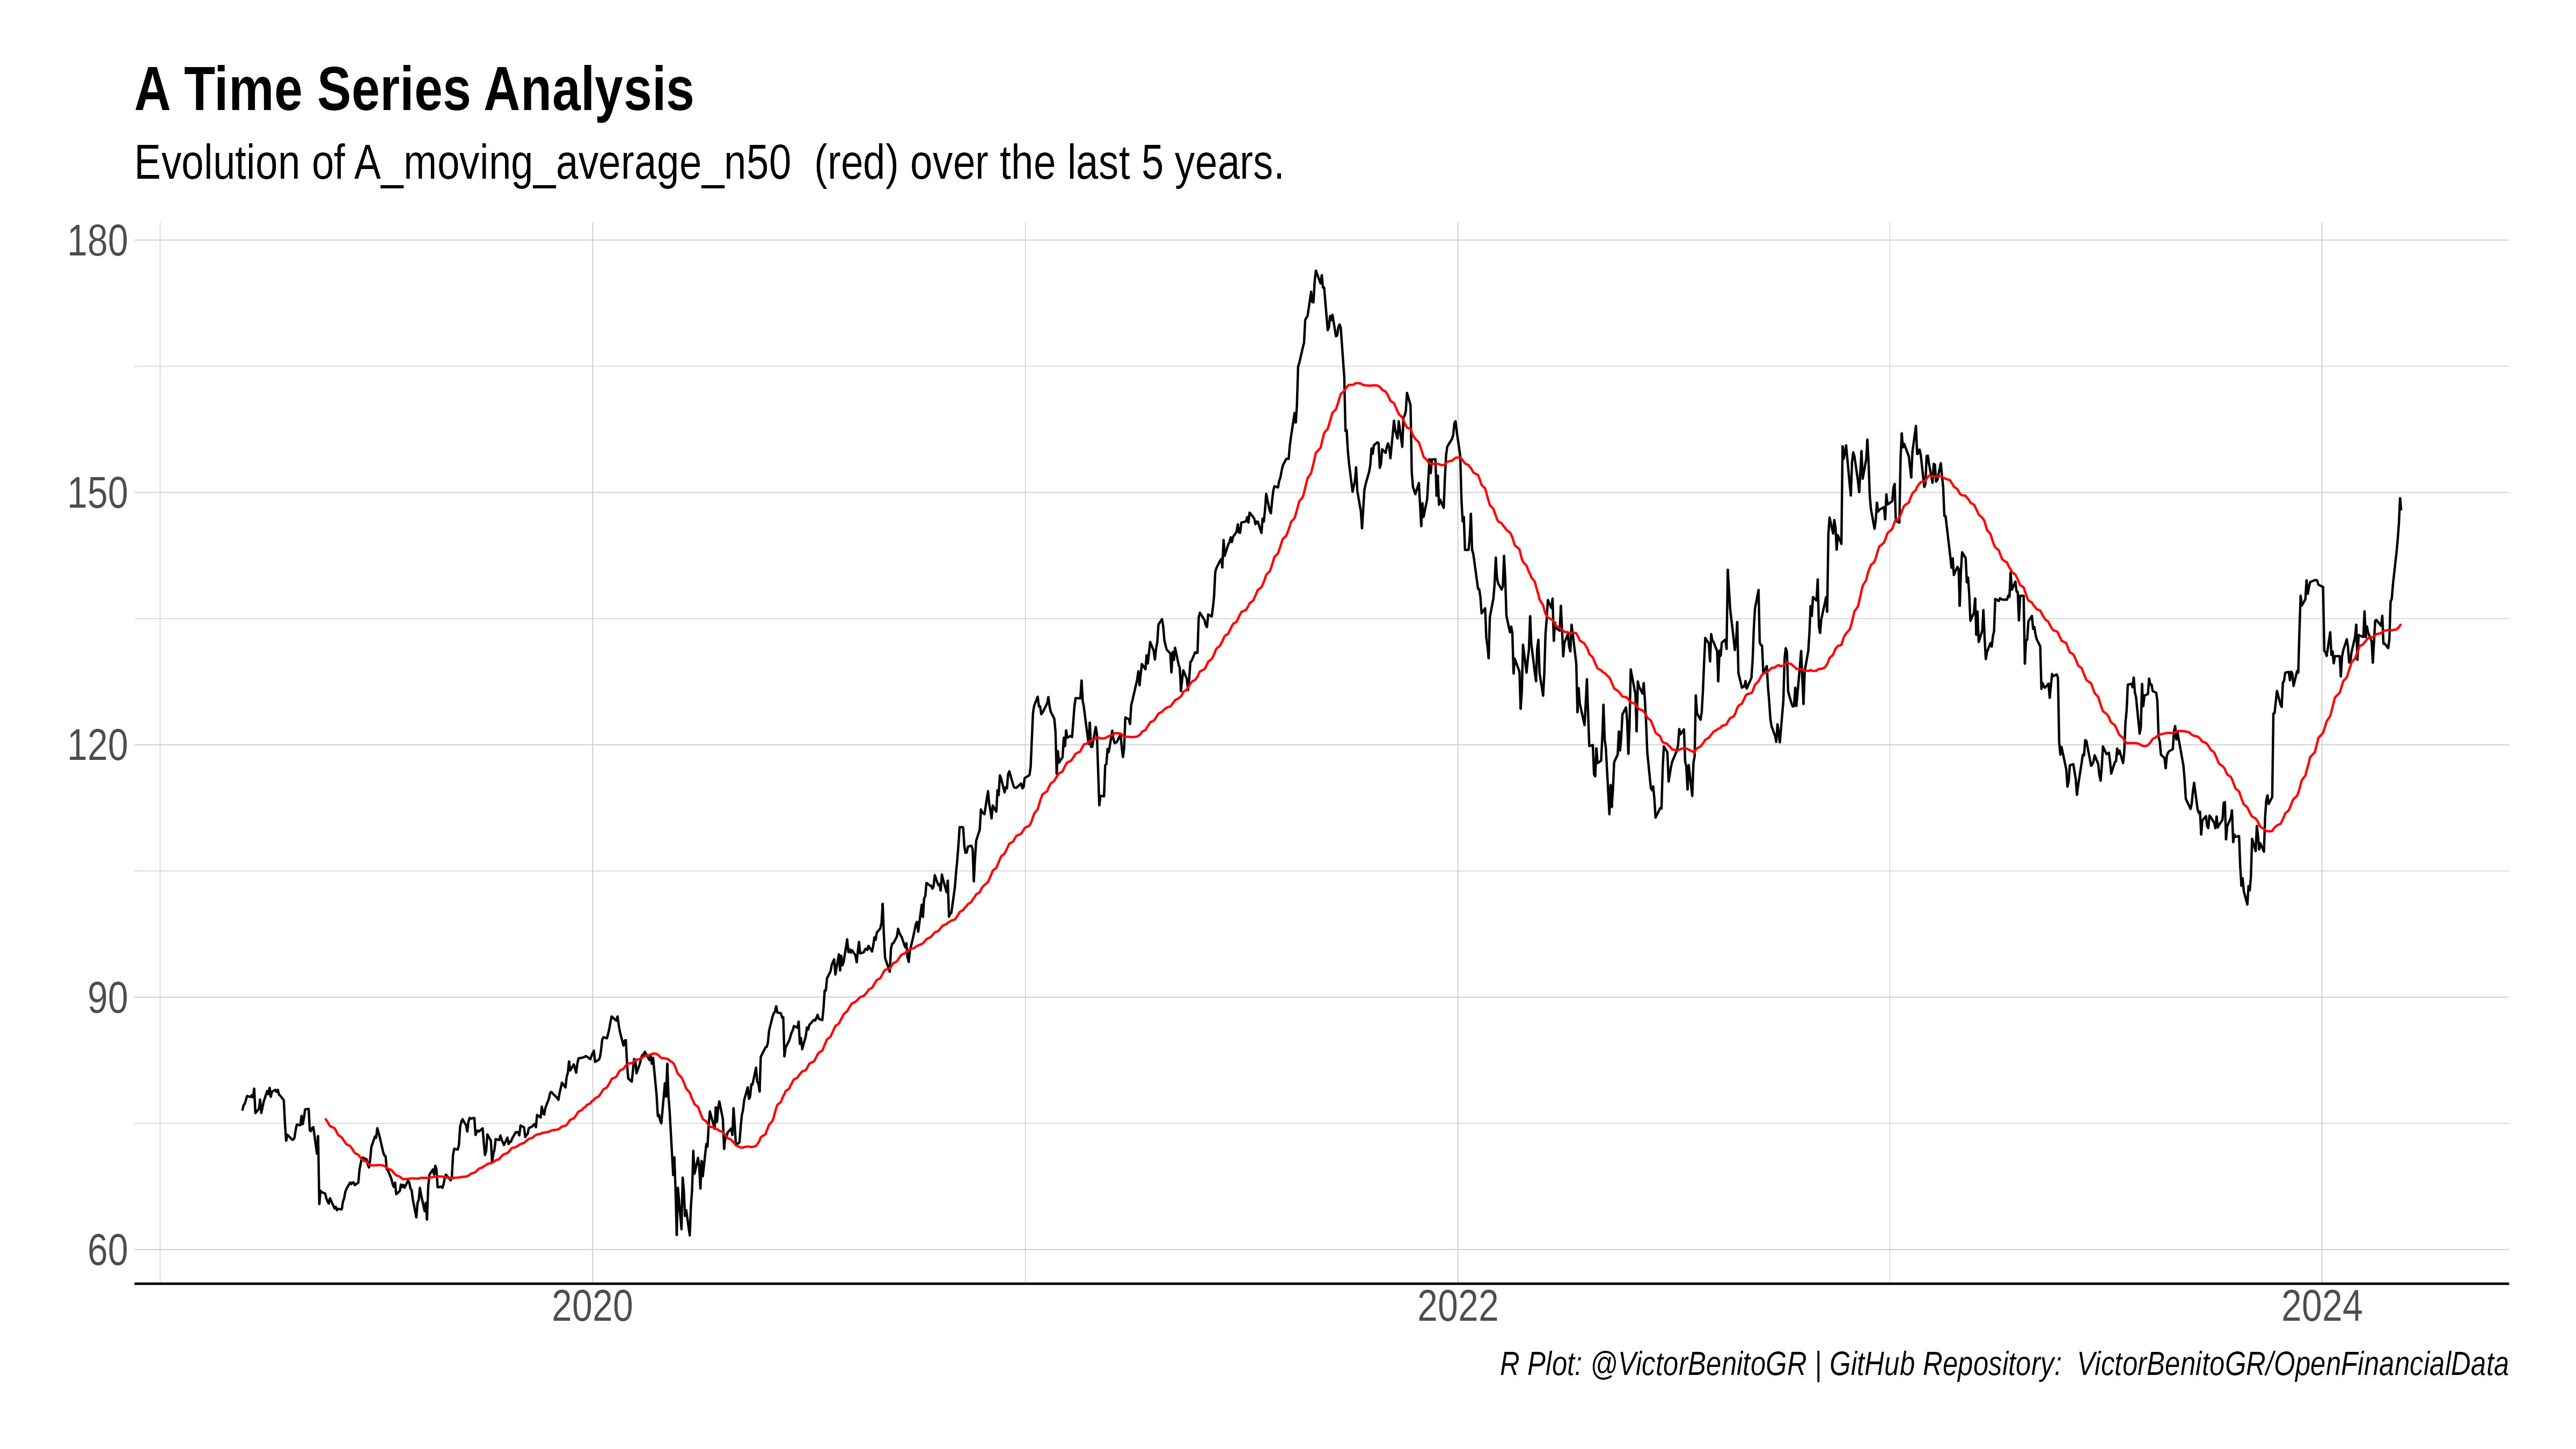 A Time Series Analysis
Evolution of A_moving_average_n50  (red) over the last 5 years.
180
150
120
90
60
2020 2022 2024
R Plot: @VictorBenitoGR | GitHub Repository:  VictorBenitoGR/OpenFinancialData